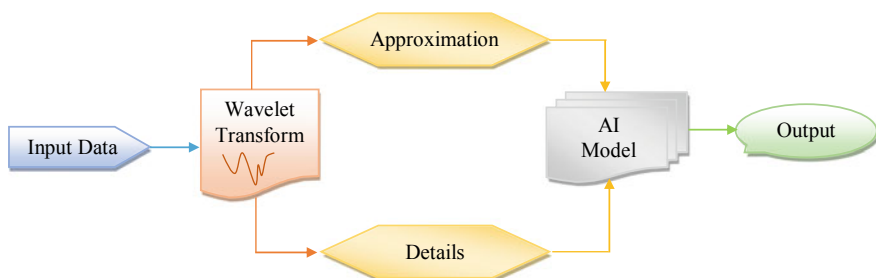 Approximation
Wavelet
Transform
Input Data
AI
Model
Output
Details